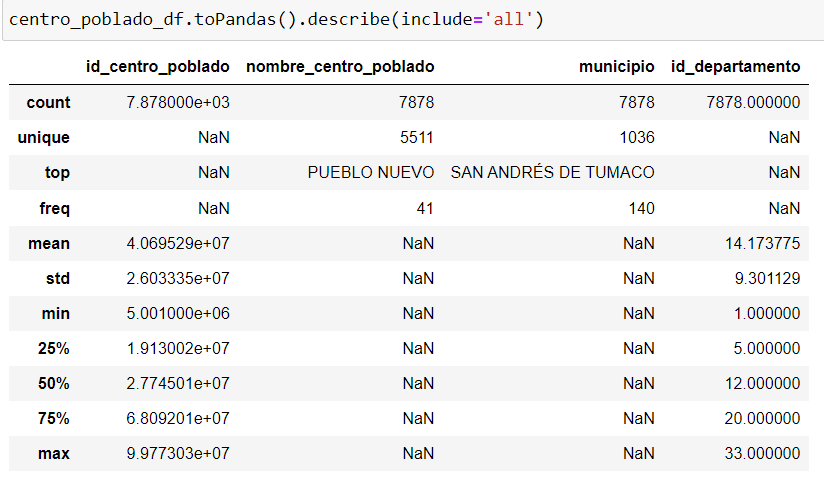 centro_poblado_df.toPandas().describe(include='all')
id_centro_poblado nombre_centro_poblado municipio id_departamento
count 7.878000e+03 7878 7878 7878.000000
unique NaN 5511 1036 NaN
top NaN PUEBLO NUEVO SAN ANDRÉS DE TUMACO NaN
freq NaN 41 140 NaN
mean 4.069529e+07 NaN NaN 14.173775
std 2.603335e+07 NaN NaN 9.301129
min 5.001000e+06 NaN NaN 1.000000
25% 1.913002e+07 NaN NaN 5.000000
50% 2.774501e+07 NaN NaN 12.000000
75% 6.809201e+07 NaN NaN 20.000000
max 9.977303e+07 NaN NaN 33.000000